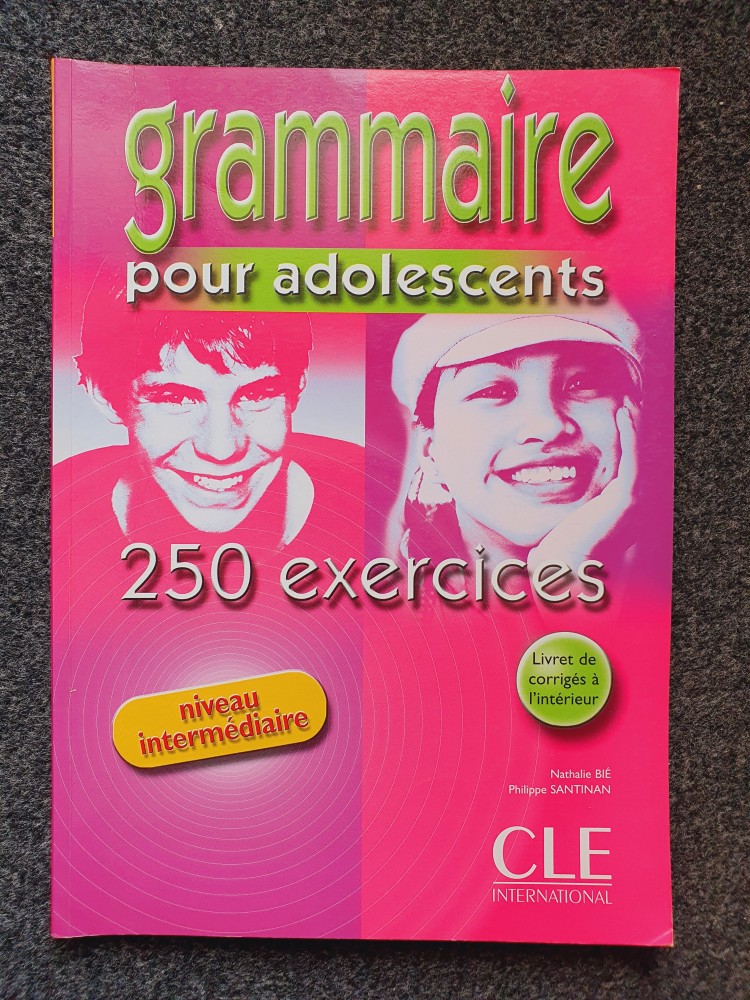 grammaire
pour adolescents
250 exercices
Livret de
corrigés à
l'intérieur
niveau
intermédiaire
Nathalie BIÉ
Philippe SANTINAN
CLE
INTERNATIONAL